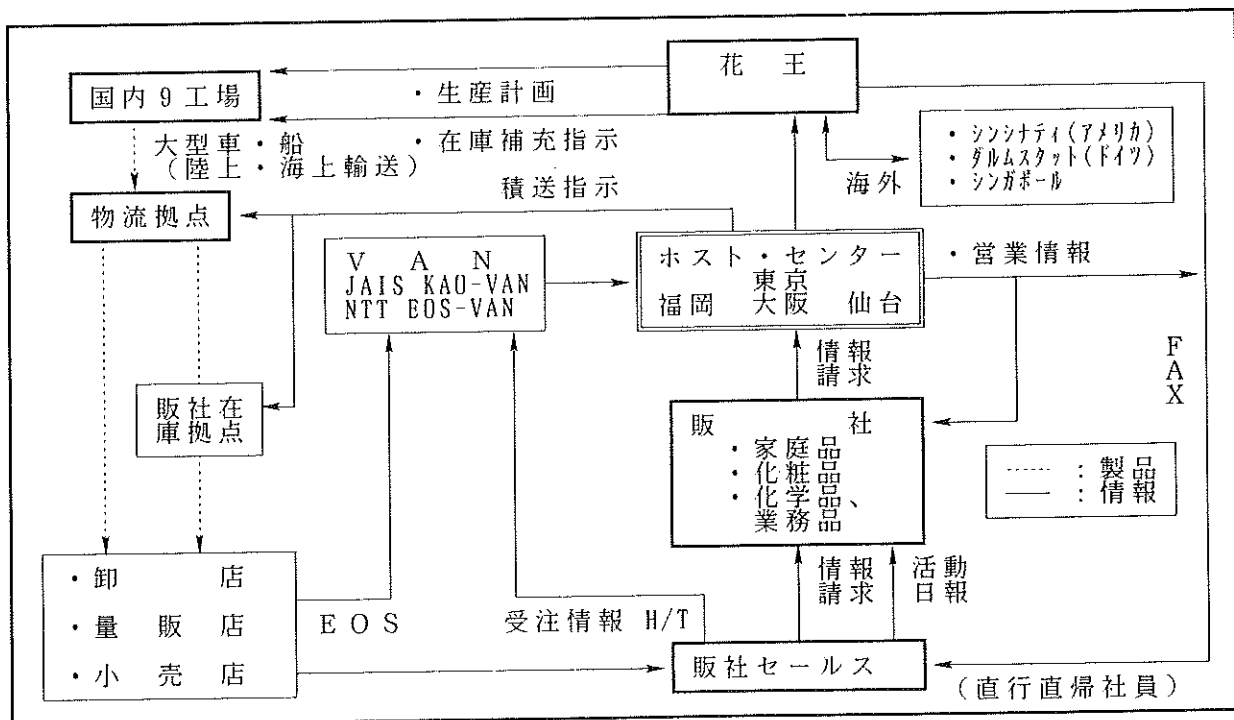 花 王
国内9工場
・生産計画
大型車・船
(陸上・海上輸送)
・在庫補充指示
・シンシナティ(アメリカ)
・ダルムスタット(ドイツ)
・シンガポール
海外
積送指示
物流拠点
V A N
JAIS KAO-VAN
NTT EOS-VAN
ホスト・センター
東京
福岡 大阪 仙台
・営業情報
情報
請求
FAX
販社在
庫拠点
販 社
・家庭品
・化粧品
・化学品、
業務品
------ : 製品
—— : 情報
・卸 店
・量 販 店
・小 売 店
EOS
受注情報 H/T
情報
請求
活動
日報
販社セールス
(直行直帰社員)